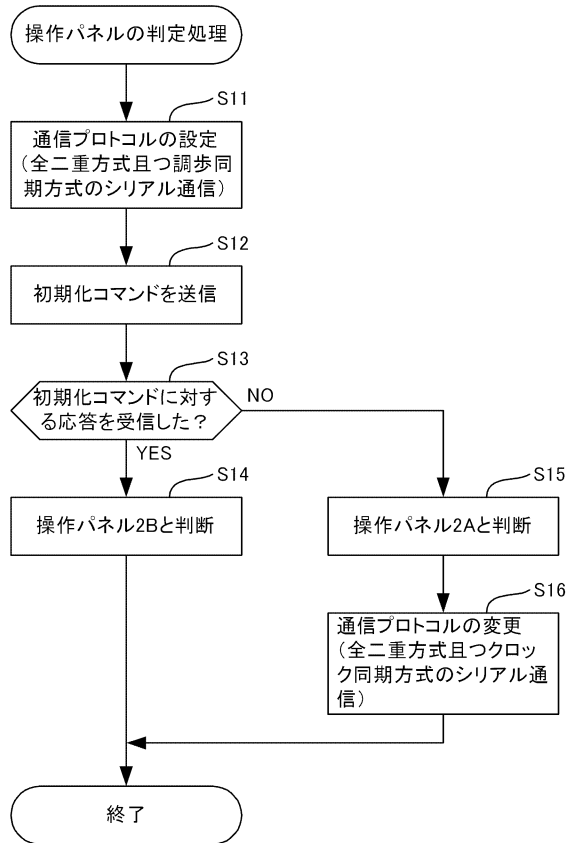 操作パネルの判定処理
S11
通信プロトコルの設定
（全二重方式且つ調歩同
期方式のシリアル通信）
S12
初期化コマンドを送信
S13
初期化コマンドに対す
る応答を受信した？
NO
YES
S14
操作パネル2Bと判断
S15
操作パネル2Aと判断
S16
通信プロトコルの変更
（全二重方式且つクロッ
ク同期方式のシリアル通
信）
終了